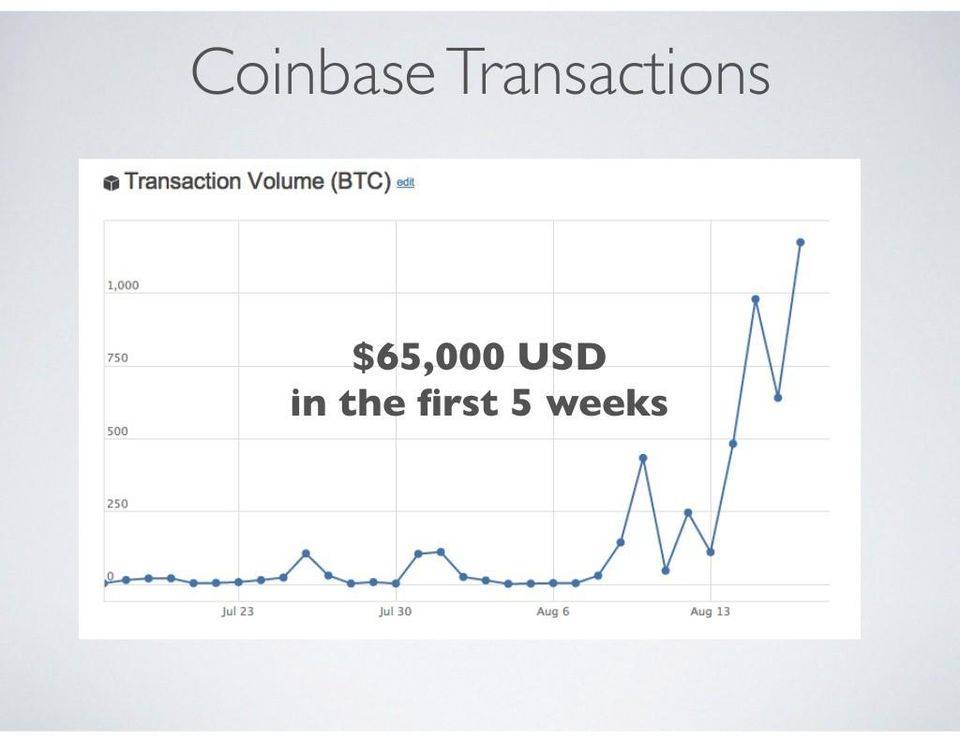 Coinbase Transactions
Transaction Volume (BTC) edit
1,000
750
$65,000 USD
in the first 5 weeks
500
250
0
Jul 23 Jul 30 Aug 6 Aug 13